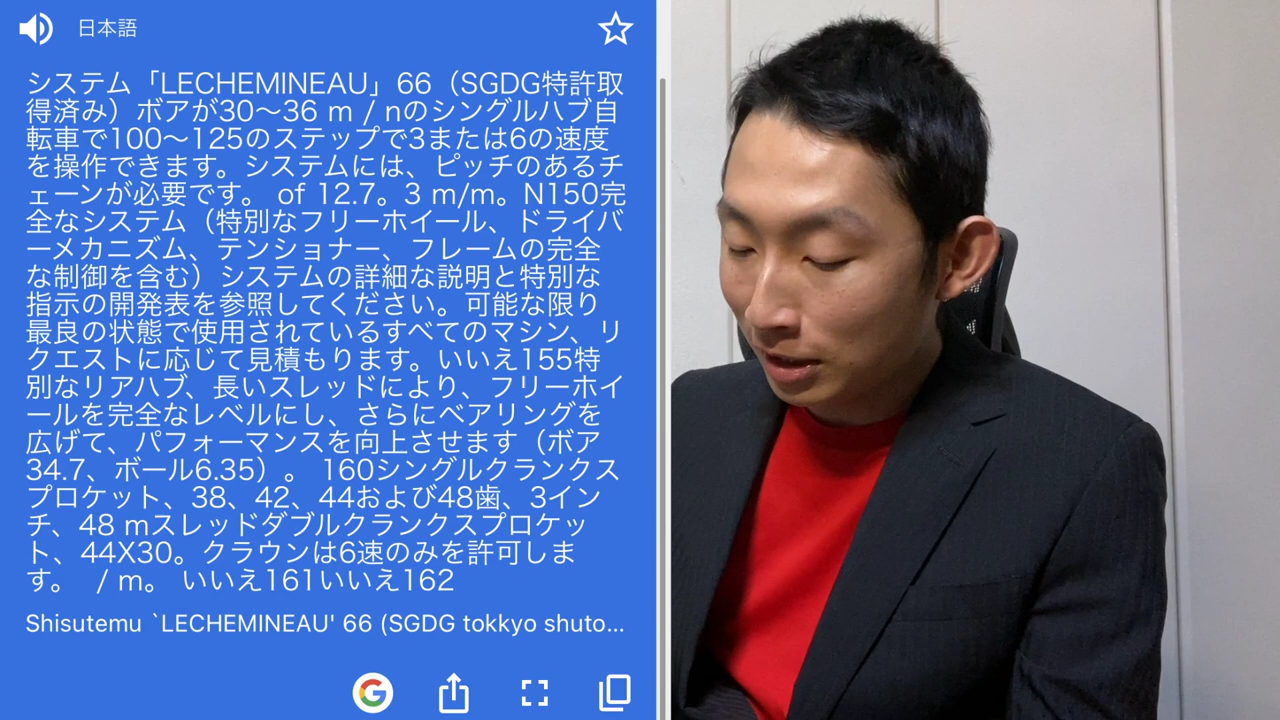 日本語
システム「LECHEMINEAU」66（SGDG特許取
得済み）ボアが30〜36 m / nのシングルハブ自
転車で100〜125のステップで3または6の速度
を操作できます。システムには、ピッチのあるチ
ェーンが必要です。 of 12.7。3 m/m。N150完
全なシステム（特別なフリーホイール、ドライバ
ーメカニズム、テンショナー、フレームの完全
な制御を含む）システムの詳細な説明と特別な
指示の開発表を参照してください。可能な限り
最良の状態で使用されているすべてのマシン、リ
クエストに応じて見積もります。いいえ155特
別なリアハブ、長いスレッドにより、フリーホイ
ールを完全なレベルにし、さらにベアリングを
広げて、パフォーマンスを向上させます（ボア
34.7、ボール6.35）。 160シングルクランクス
プロケット、38、42、44および48歯、3イン
チ、48 mスレッドダブルクランクスプロケッ
ト、44X30。クラウンは6速のみを許可しま
す。 / m。 いいえ161いいえ162
Shisutemu `LECHEMINEAU' 66 (SGDG tokkyo shuto...